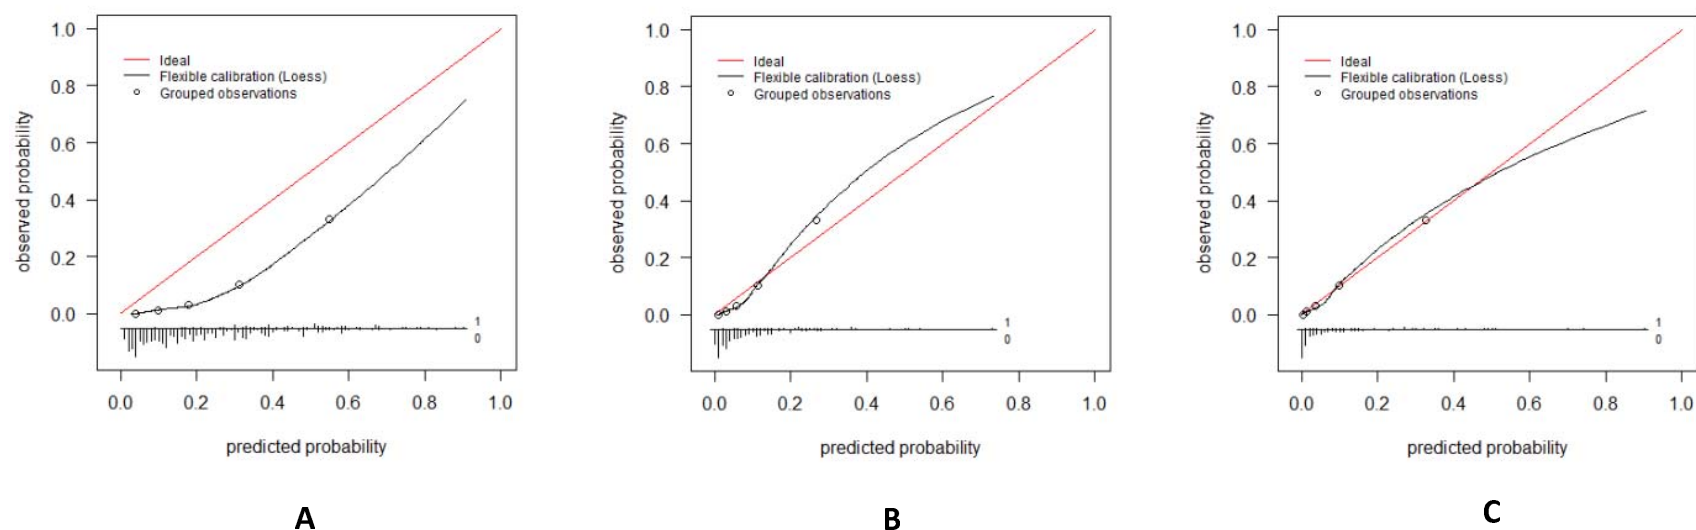 1.0
0.8
0.6
0.4
0.2
0.0
observed probability
Ideal
Flexible calibration (Loess)
Grouped observations
1
0
0.0 0.2 0.4 0.6 0.8 1.0
predicted probability
A
1.0
0.8
0.6
0.4
0.2
0.0
observed probability
Ideal
Flexible calibration (Loess)
Grouped observations
1
0
0.0 0.2 0.4 0.6 0.8 1.0
predicted probability
B
1.0
0.8
0.6
0.4
0.2
0.0
observed probability
Ideal
Flexible calibration (Loess)
Grouped observations
1
0
0.0 0.2 0.4 0.6 0.8 1.0
predicted probability
C